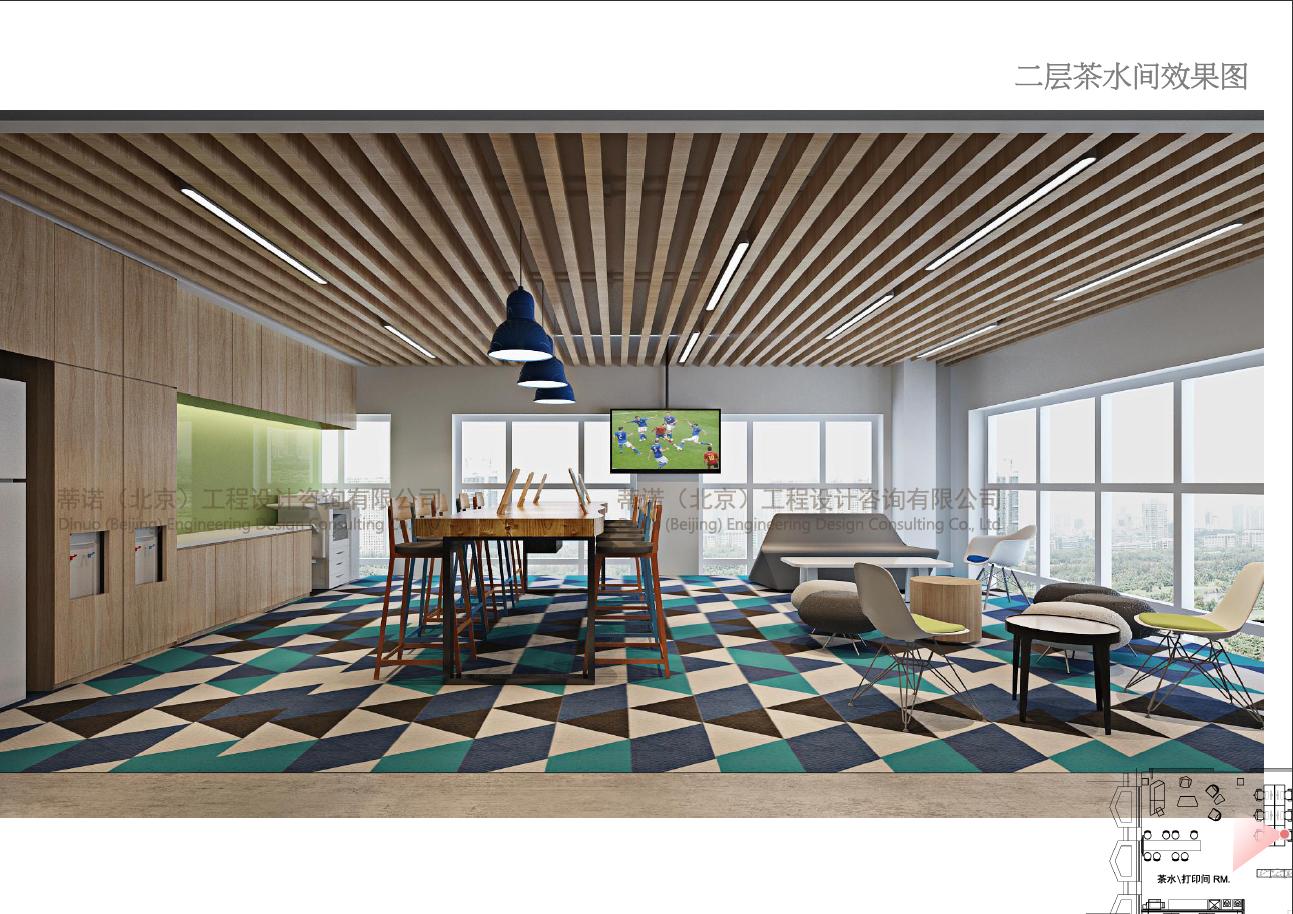 二层茶水间效果图
蒂诺（北京）工程设计咨询有限公司
蒂诺（北京）工程设计咨询有限公司
Dinuo (Beijing) Engineering Design Consulting
(Beijing) Engineering Design Consulting Co., Ltd
茶水\打印间 RM.